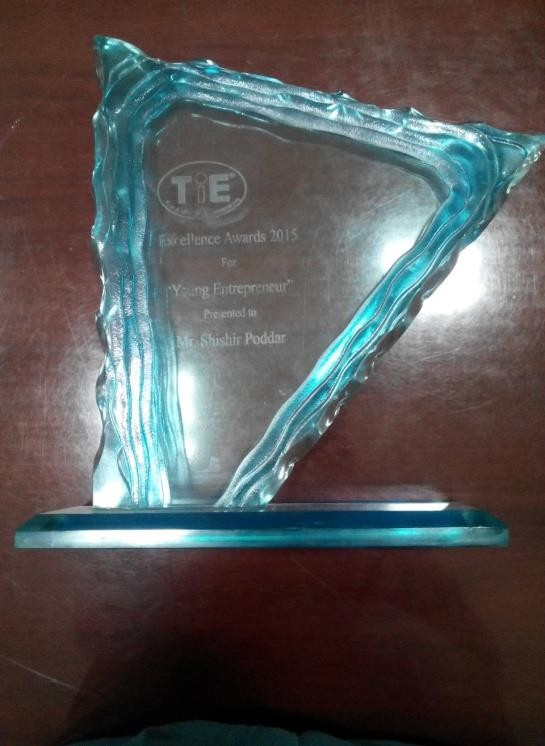 TiE
Excellence Awards 2015
For
"Young Entrepreneur"
Presented to
Mr. Shishir Poddar